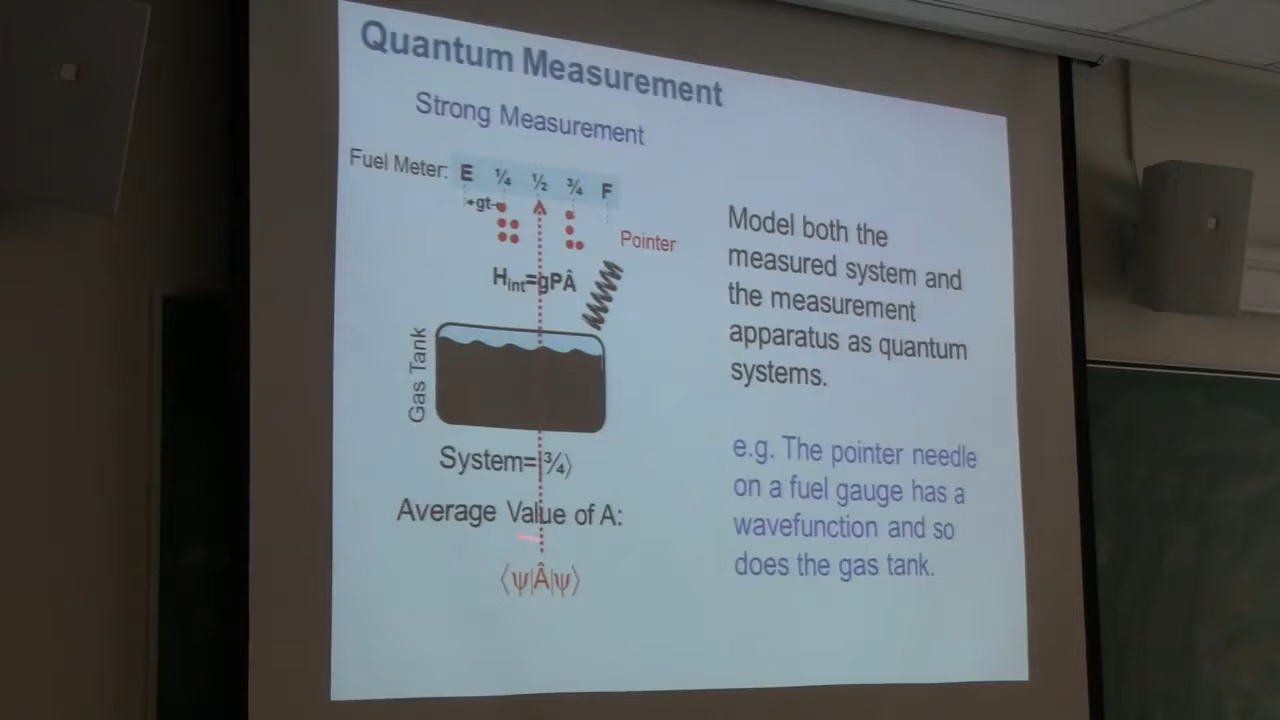 Quantum Measurement
Strong Measurement
Fuel Meter: E ¼ ½ ¾ F
gt
Pointer
Hint=gPÂ
Gas Tank
System=|¾⟩
Average Value of A:
⟨ψ|Â|ψ⟩
Model both the
measured system and
the measurement
apparatus as quantum
systems.
e.g. The pointer needle
on a fuel gauge has a
wavefunction and so
does the gas tank.